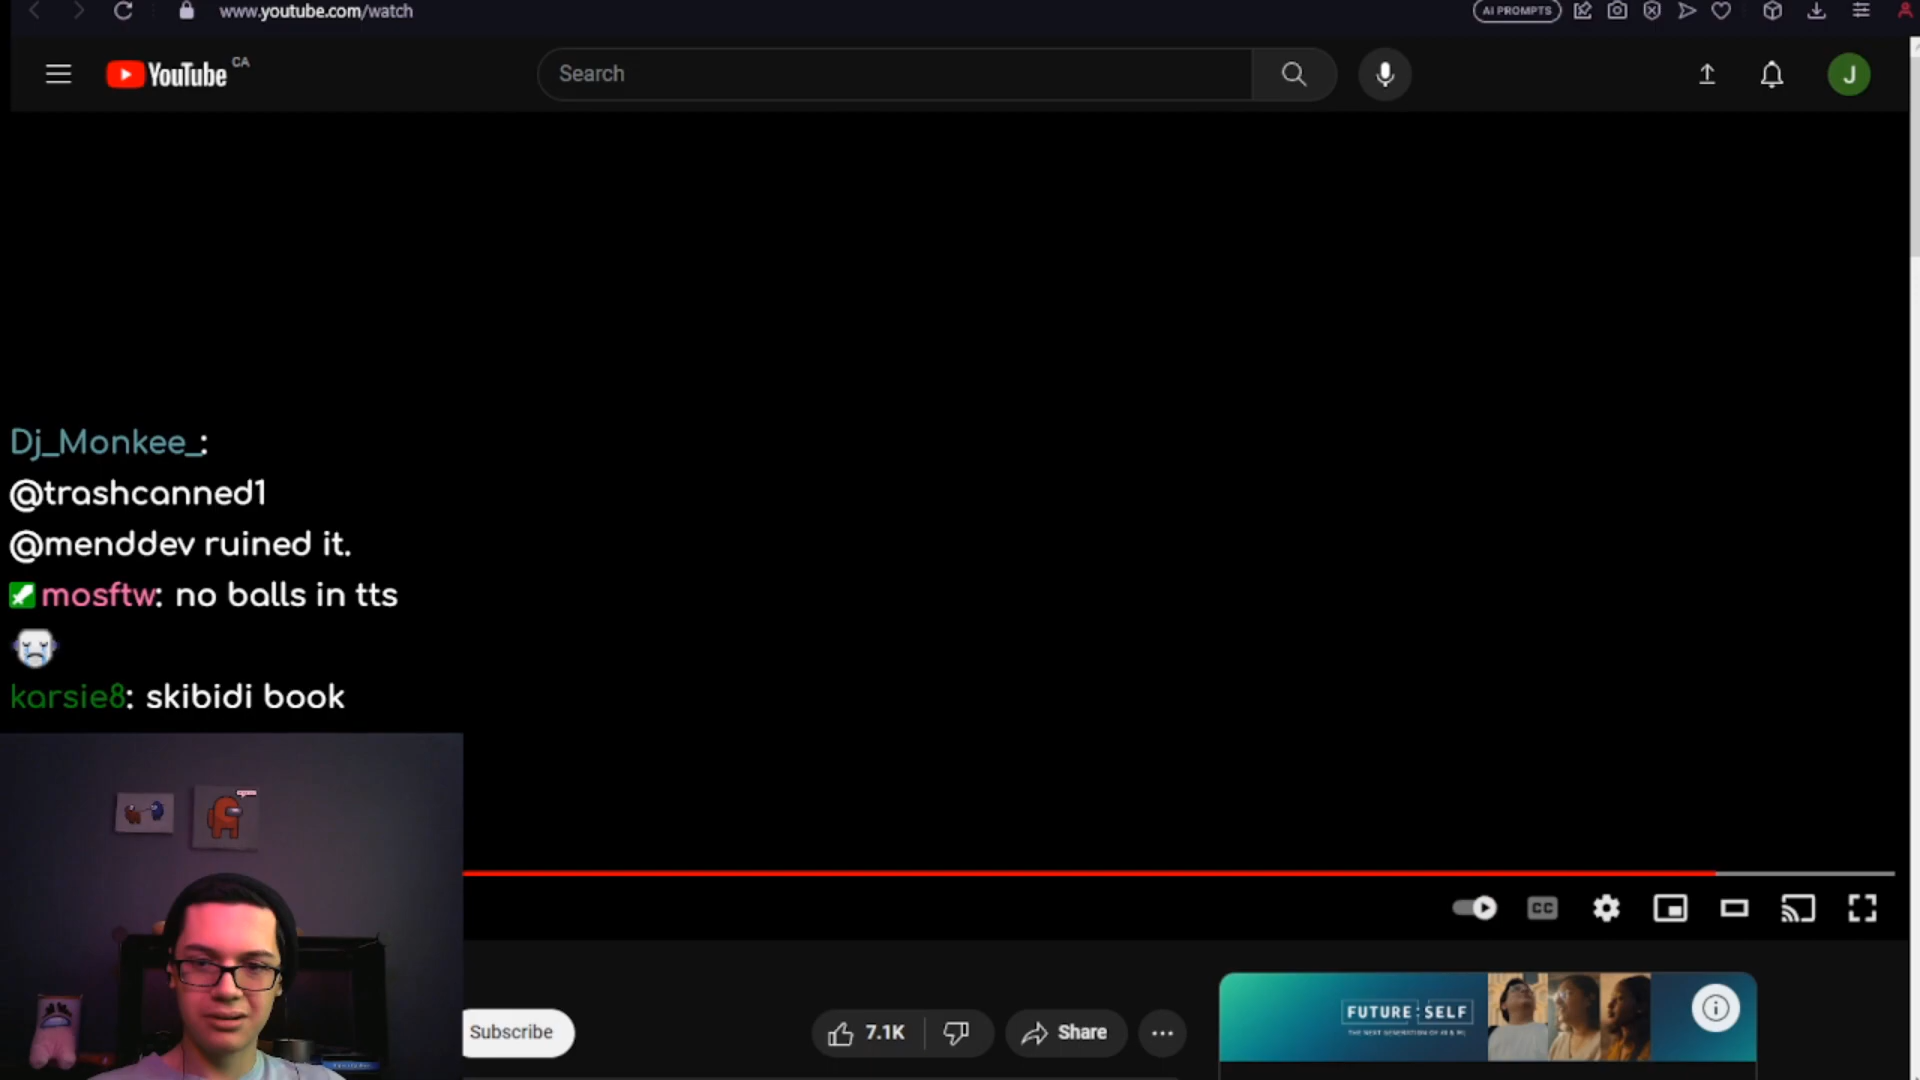 www.youtube.com/watch
AI PROMPTS
YouTube CA
Search
J
Dj_Monkee_:
@trashcanned1
@menddev ruined it.
mosftw: no balls in tts
karsie8: skibidi book
CC
Subscribe
7.1K
Share
FUTURE SELF